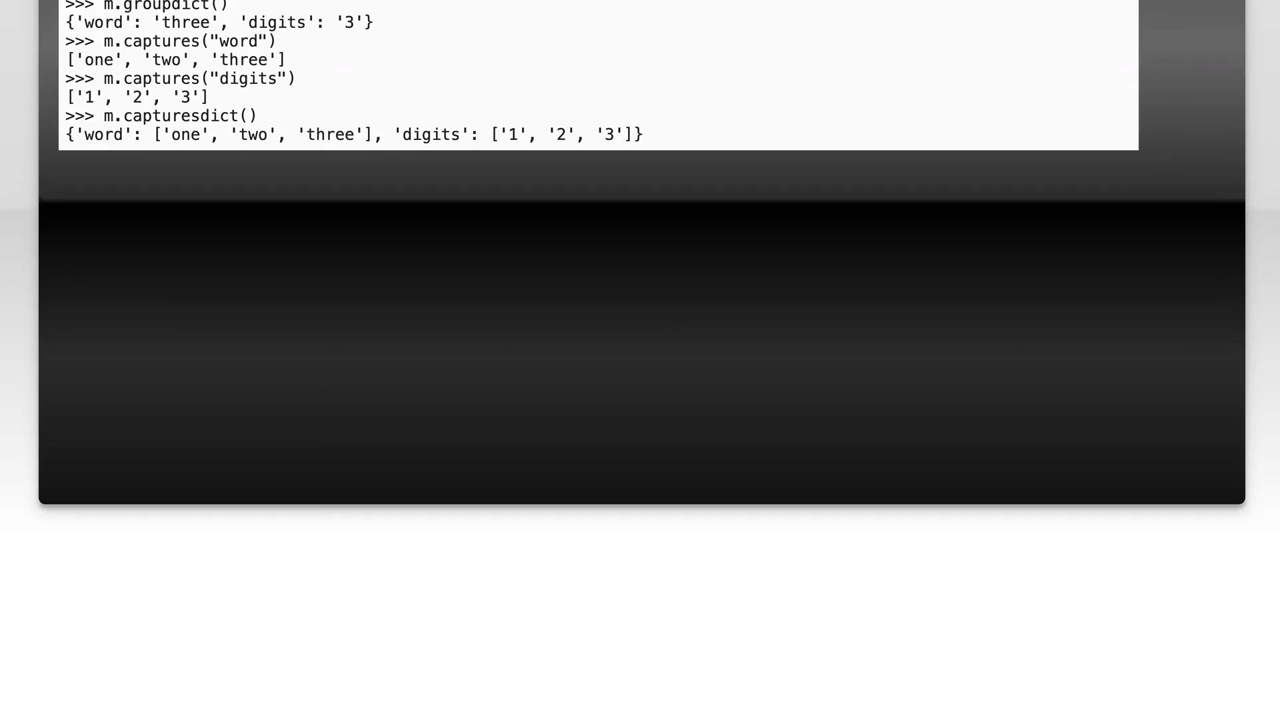 >>> m.groupdict()
{'word': 'three', 'digits': '3'}
>>> m.captures("word")
['one', 'two', 'three']
>>> m.captures("digits")
['1', '2', '3']
>>> m.capturesdict()
{'word': ['one', 'two', 'three'], 'digits': ['1', '2', '3']}